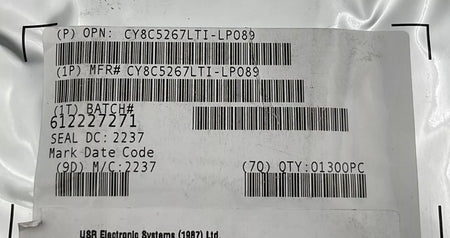 (P) OPN: CY8C5267LTI-LP089
(1P) MFR# CY8C5267LTI-LP089
(1T) BATCH#
612227271
SEAL DC: 2237
Mark Date Code
(9D) M/C: 2237 (7Q) QTY:01300PC
USR Electronic Systems (1987) Ltd.